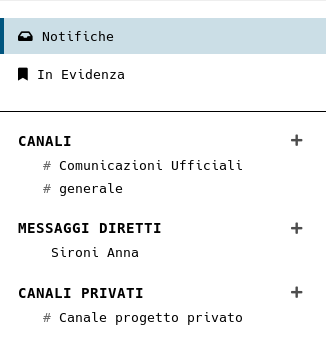 Notifiche
In Evidenza
CANALI +
# Comunicazioni Ufficiali
# generale
MESSAGGI DIRETTI +
Sironi Anna
CANALI PRIVATI +
# Canale progetto privato